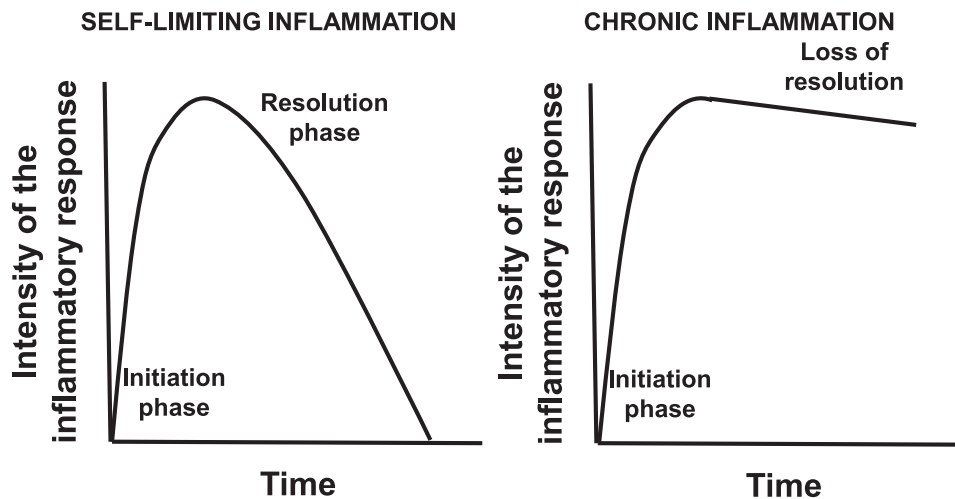 SELF-LIMITING INFLAMMATION
Intensity of the
inflammatory response
Resolution
phase
Initiation
phase
Time
CHRONIC INFLAMMATION
Loss of
resolution
Intensity of the
inflammatory response
Initiation
phase
Time